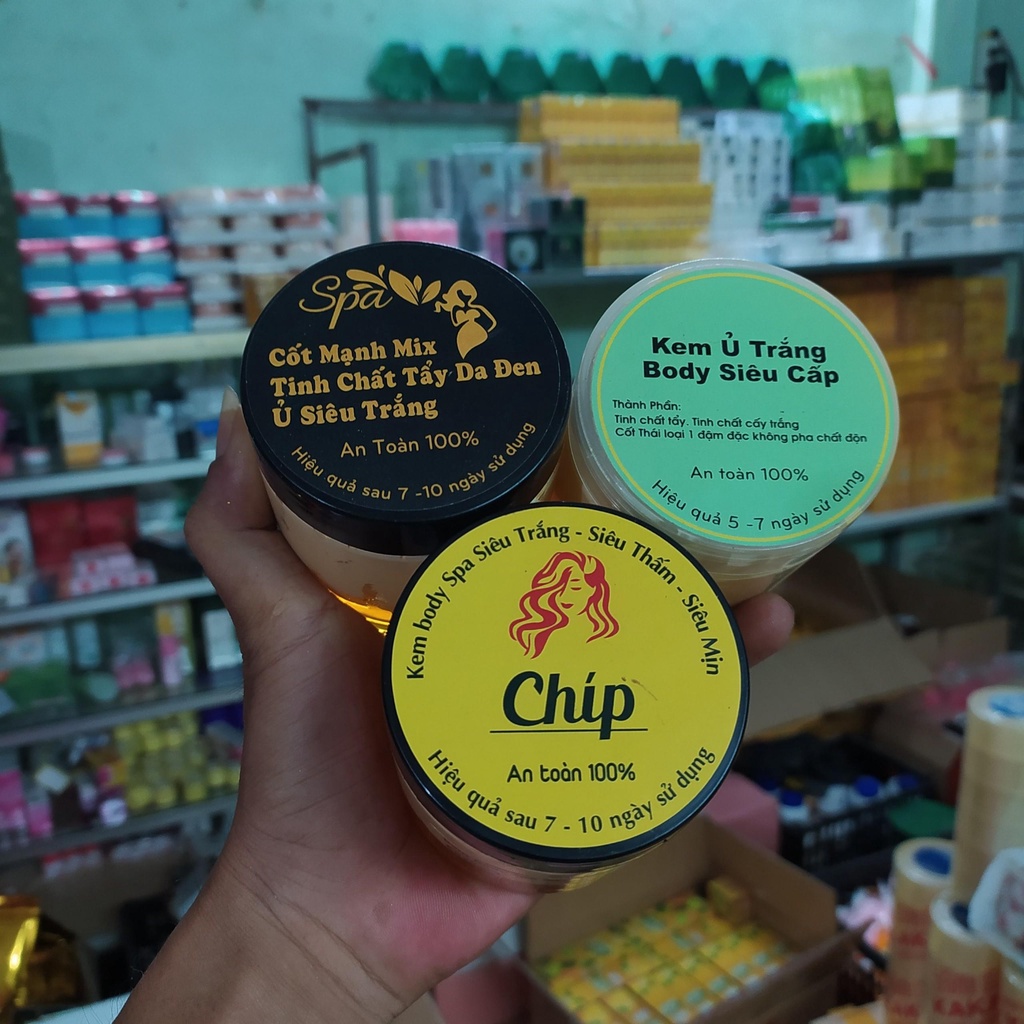 Spa
Cốt Mạnh Mix
Tinh Chất Tẩy Da Đen
Ủ Siêu Trắng
An Toàn 100%
Hiệu quả sau 7 -10 ngày sử dụng
Kem Ủ Trắng
Body Siêu Cấp
Thành Phần:
Tinh chất tẩy. Tinh chất cấy trắng
Cốt Thái loại 1 đậm đặc không pha chất độn
An toàn 100%
Hiệu quả 5 -7 ngày sử dụng
Kem body Spa Siêu Trắng - Siêu Thấm - Siêu Mịn
Chíp
An toàn 100%
Hiệu quả sau 7 - 10 ngày sử dụng